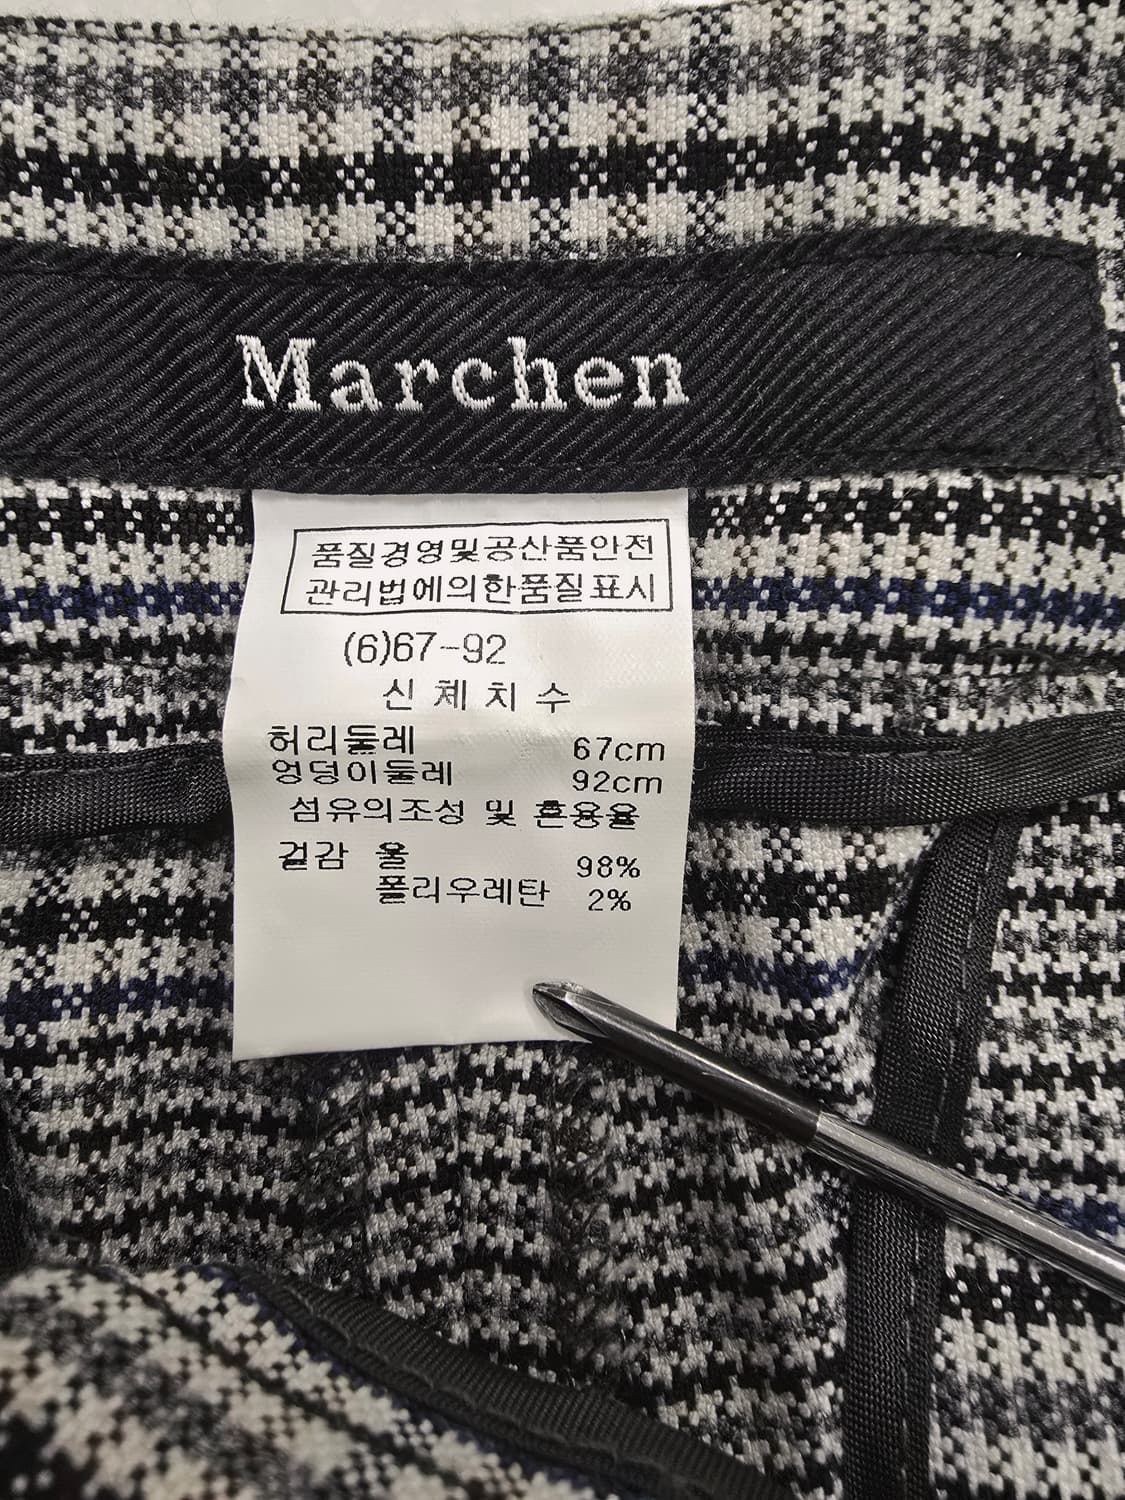 Marchen
품질경영및공산품안전
관리법에의한품질표시
(6)67-92
신 체 치 수
허리둘레 67cm
엉덩이둘레 92cm
섬유의조성 및 혼용율
겉감 울 98%
폴리우레탄 2%